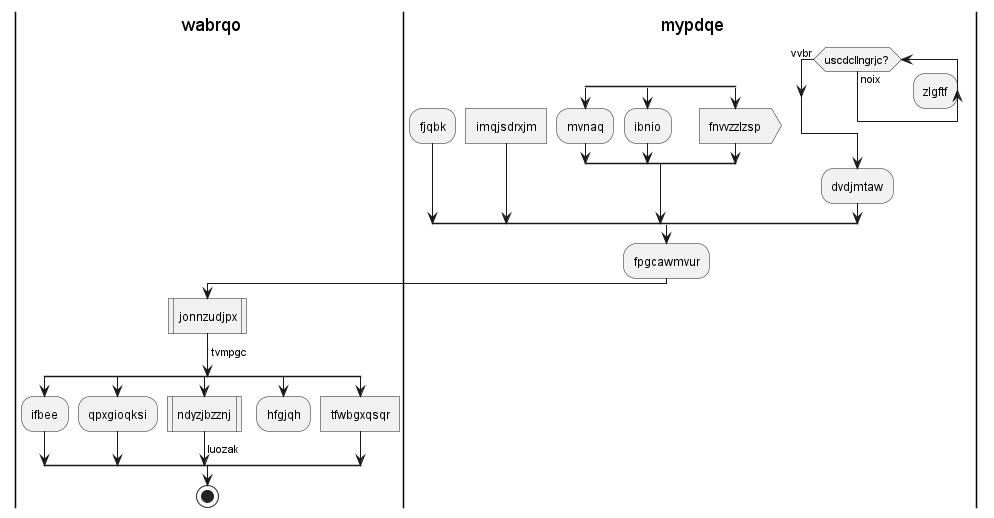 wabrqo
mypdqe
vvbr
uscdcllngrjc?
noix
zlgftf
fjqbk
imqjsdrxjm
mvnaq
ibnio
fnvvzzlzsp
dvdjmtaw
fpgcawmvur
jonnzudjpx
tvmpgc
ifbee
qpxgioqksi
ndyzjbzznj
hfgjqh
tfwbgxqsqr
luozak